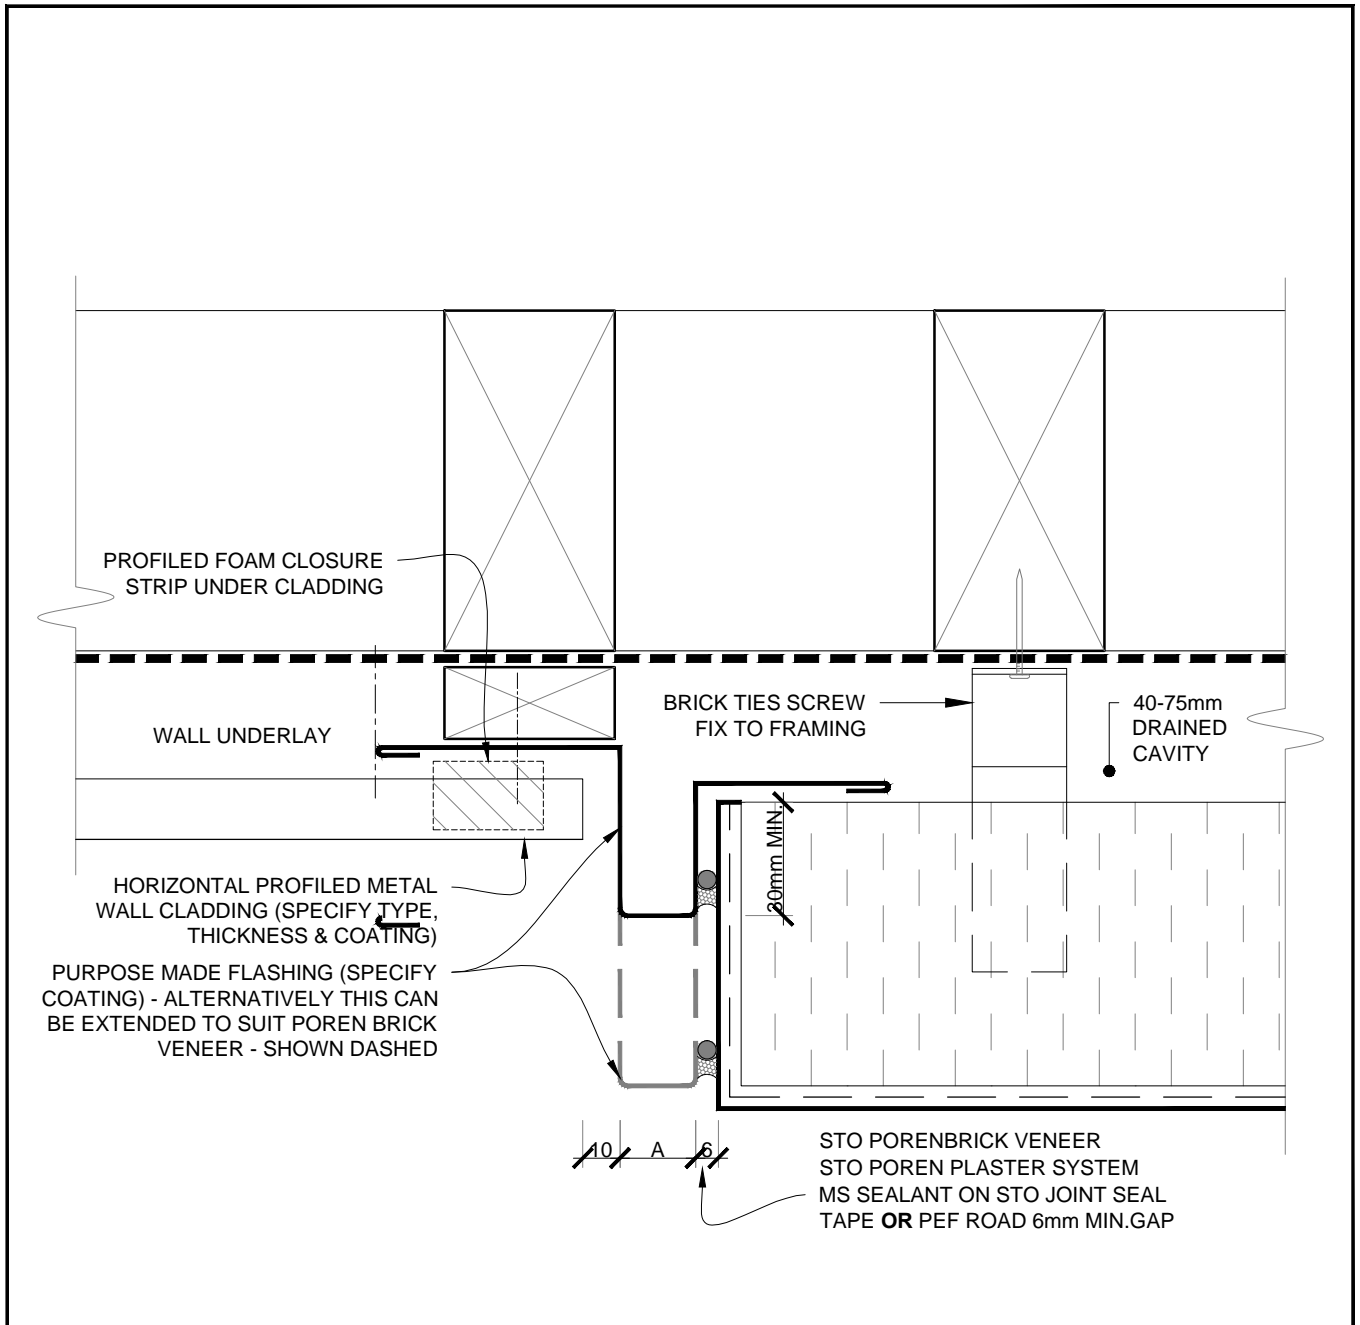 PROFILED FOAM CLOSURE
STRIP UNDER CLADDING
BRICK TIES SCREW
FIX TO FRAMING
40-75mm
DRAINED
CAVITY
WALL UNDERLAY
30mm MIN.
HORIZONTAL PROFILED METAL
WALL CLADDING (SPECIFY TYPE,
THICKNESS & COATING)
PURPOSE MADE FLASHING (SPECIFY
COATING) - ALTERNATIVELY THIS CAN
BE EXTENDED TO SUIT POREN BRICK
VENEER - SHOWN DASHED
10 A 6
STO PORENBRICK VENEER
STO POREN PLASTER SYSTEM
MS SEALANT ON STO JOINT SEAL
TAPE OR PEF ROAD 6mm MIN.GAP